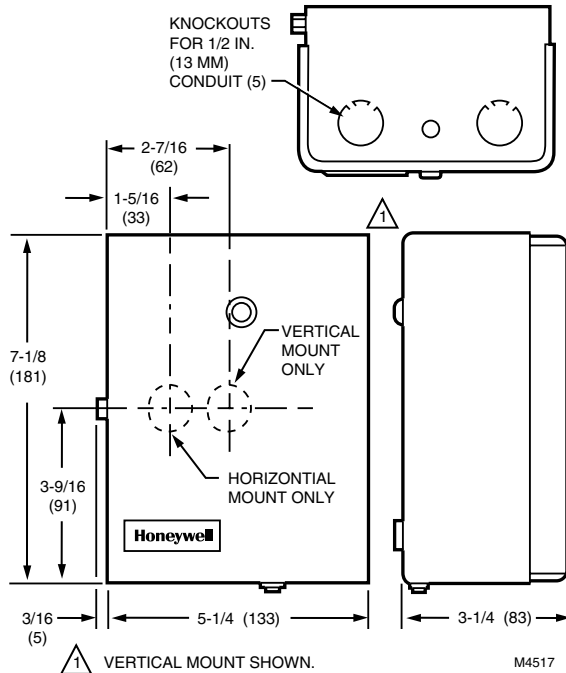 KNOCKOUTS
FOR 1/2 IN.
(13 MM)
CONDUIT (5)
2-7/16
(62)
1-5/16
(33)
1
7-1/8
(181)
VERTICAL
MOUNT
ONLY
3-9/16
(91)
HORIZONTIAL
MOUNT ONLY
Honeywell
3/16
(5)
5-1/4 (133)
3-1/4 (83)
1 VERTICAL MOUNT SHOWN.
M4517